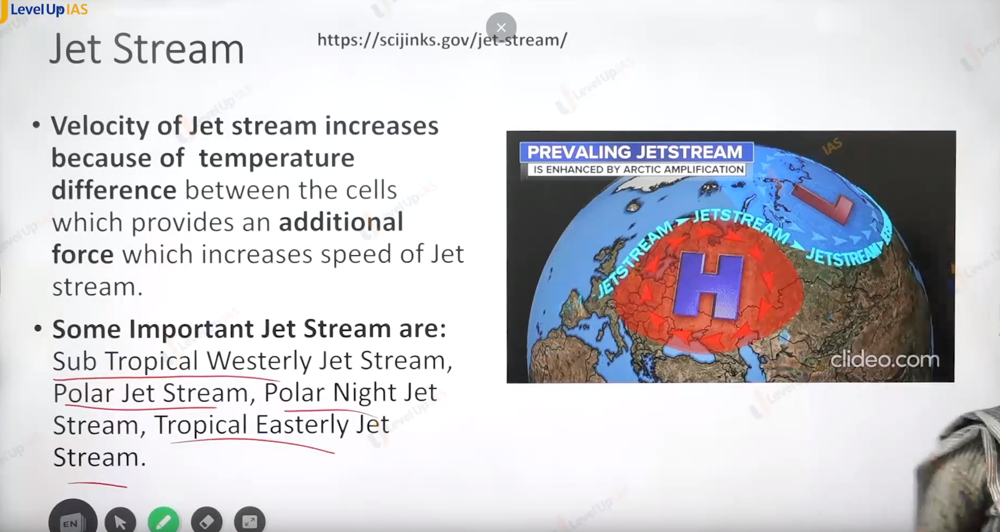 LevelUp IAS
Jet Stream
https://scijinks.gov/jet-stream/
• Velocity of Jet stream increases
because of temperature
difference between the cells
which provides an additional
force which increases speed of Jet
stream.
• Some Important Jet Stream are:
Sub Tropical Westerly Jet Stream,
Polar Jet Stream, Polar Night Jet
Stream, Tropical Easterly Jet
Stream.
PREVALING JETSTREAM
IS ENHANCED BY ARCTIC AMPLIFICATION
JETSTREAM JETSTREAM JETSTREAM
L
H
clideo.com
EN